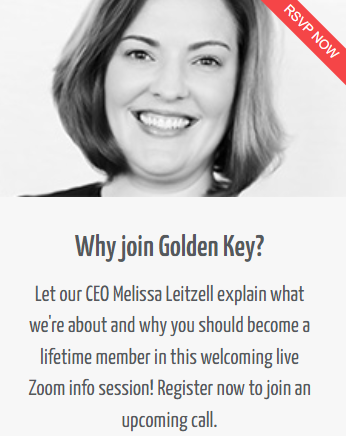 RSVP NOW
Why join Golden Key?
Let our CEO Melissa Leitzell explain what
we're about and why you should become a
lifetime member in this welcoming live
Zoom info session! Register now to join an
upcoming call.